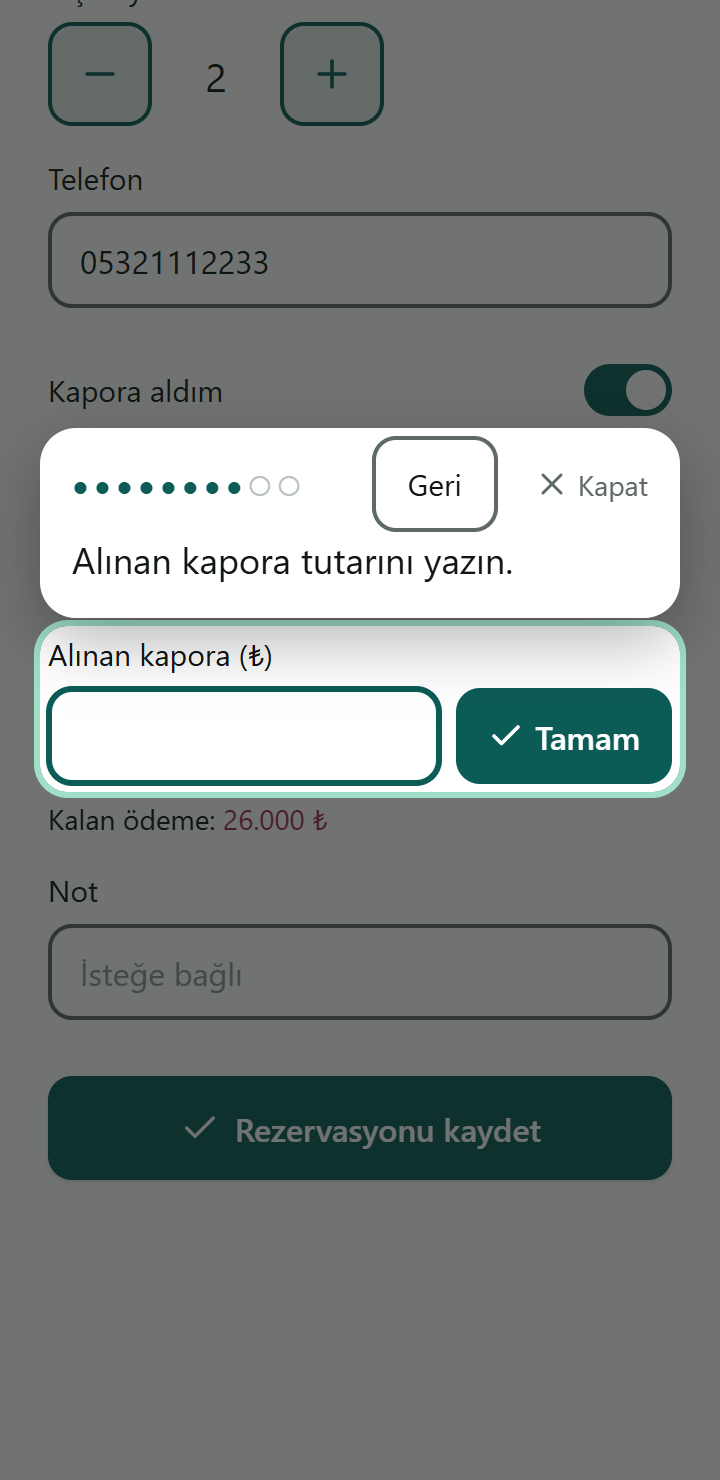 2
Telefon
05321112233
Kapora aldım
Geri
Kapat
Alınan kapora tutarını yazın.
Alınan kapora (₺)
Tamam
Kalan ödeme: 26.000 ₺
Not
İsteğe bağlı
Rezervasyonu kaydet